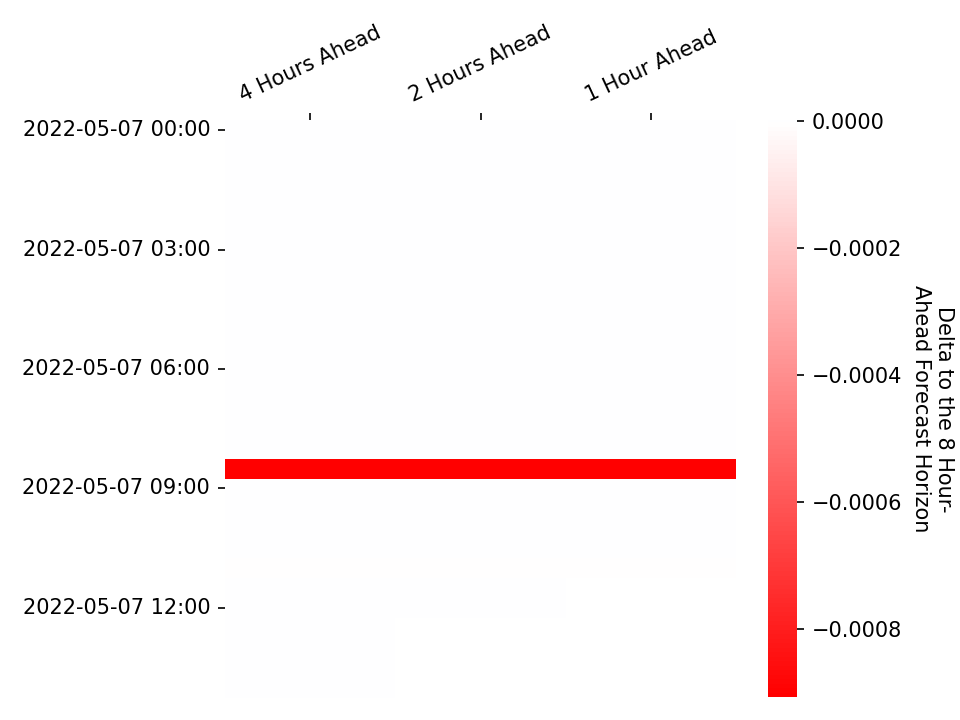 4 Hours Ahead
2 Hours Ahead
1 Hour Ahead
2022-05-07 00:00
2022-05-07 03:00
2022-05-07 06:00
2022-05-07 09:00
2022-05-07 12:00
0.0000
−0.0002
−0.0004
−0.0006
−0.0008
Delta to the 8 Hour-
Ahead Forecast Horizon